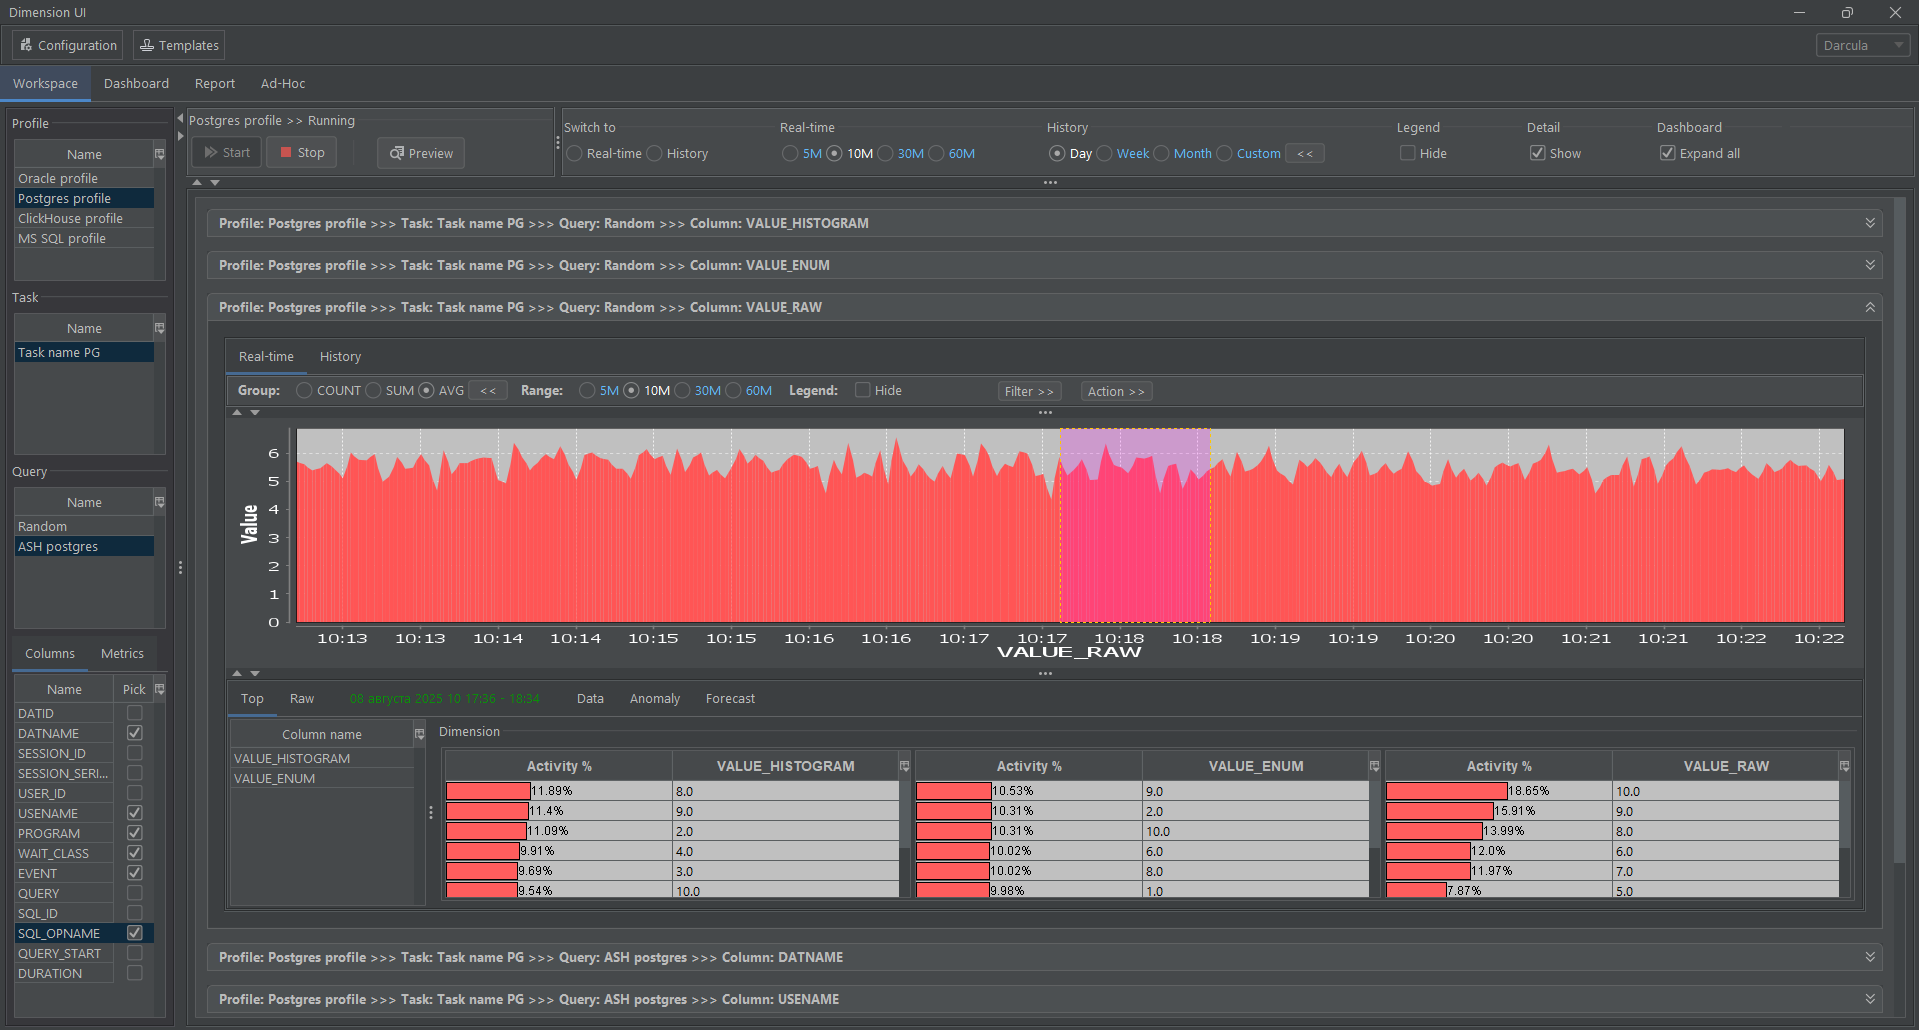 Dimension UI
Configuration
Templates
Darcula
Workspace
Dashboard
Report
Ad-Hoc
Profile
Name
Oracle profile
Postgres profile
ClickHouse profile
MS SQL profile
Task
Name
Task name PG
Query
Name
Random
ASH postgres
Columns
Metrics
Name Pick
DATID
DATNAME
SESSION_ID
SESSION_SERI...
USER_ID
USENAME
PROGRAM
WAIT_CLASS
EVENT
QUERY
SQL_ID
SQL_OPNAME
QUERY_START
DURATION
Postgres profile >> Running
Start
Stop
Preview
Switch to
Real-time
History
Real-time
5M 10M 30M 60M
History
Day Week Month Custom <<
Legend
Hide
Detail
Show
Dashboard
Expand all
Profile: Postgres profile >>> Task: Task name PG >>> Query: Random >>> Column: VALUE_HISTOGRAM
Profile: Postgres profile >>> Task: Task name PG >>> Query: Random >>> Column: VALUE_ENUM
Profile: Postgres profile >>> Task: Task name PG >>> Query: Random >>> Column: VALUE_RAW
Real-time
History
Group: COUNT SUM AVG << Range: 5M 10M 30M 60M Legend: Hide Filter >> Action >>
Value
6
5
4
3
2
1
0
10:13 10:13 10:14 10:14 10:15 10:15 10:16 10:16 10:17 10:17 10:18 10:18 10:19 10:19 10:20 10:20 10:21 10:21 10:22 10:22
VALUE_RAW
Top Raw 08 августа 2025 10 17:36 - 18:34 Data Anomaly Forecast
Column name
VALUE_HISTOGRAM
VALUE_ENUM
Dimension
Activity % VALUE_HISTOGRAM
11.89% 8.0
11.4% 9.0
11.09% 2.0
9.91% 4.0
9.69% 3.0
9.54% 10.0
Activity % VALUE_ENUM
10.53% 9.0
10.31% 2.0
10.31% 10.0
10.02% 6.0
10.02% 8.0
9.98% 1.0
Activity % VALUE_RAW
18.65% 10.0
15.91% 9.0
13.99% 8.0
12.0% 6.0
11.97% 7.0
7.87% 5.0
Profile: Postgres profile >>> Task: Task name PG >>> Query: ASH postgres >>> Column: DATNAME
Profile: Postgres profile >>> Task: Task name PG >>> Query: ASH postgres >>> Column: USENAME